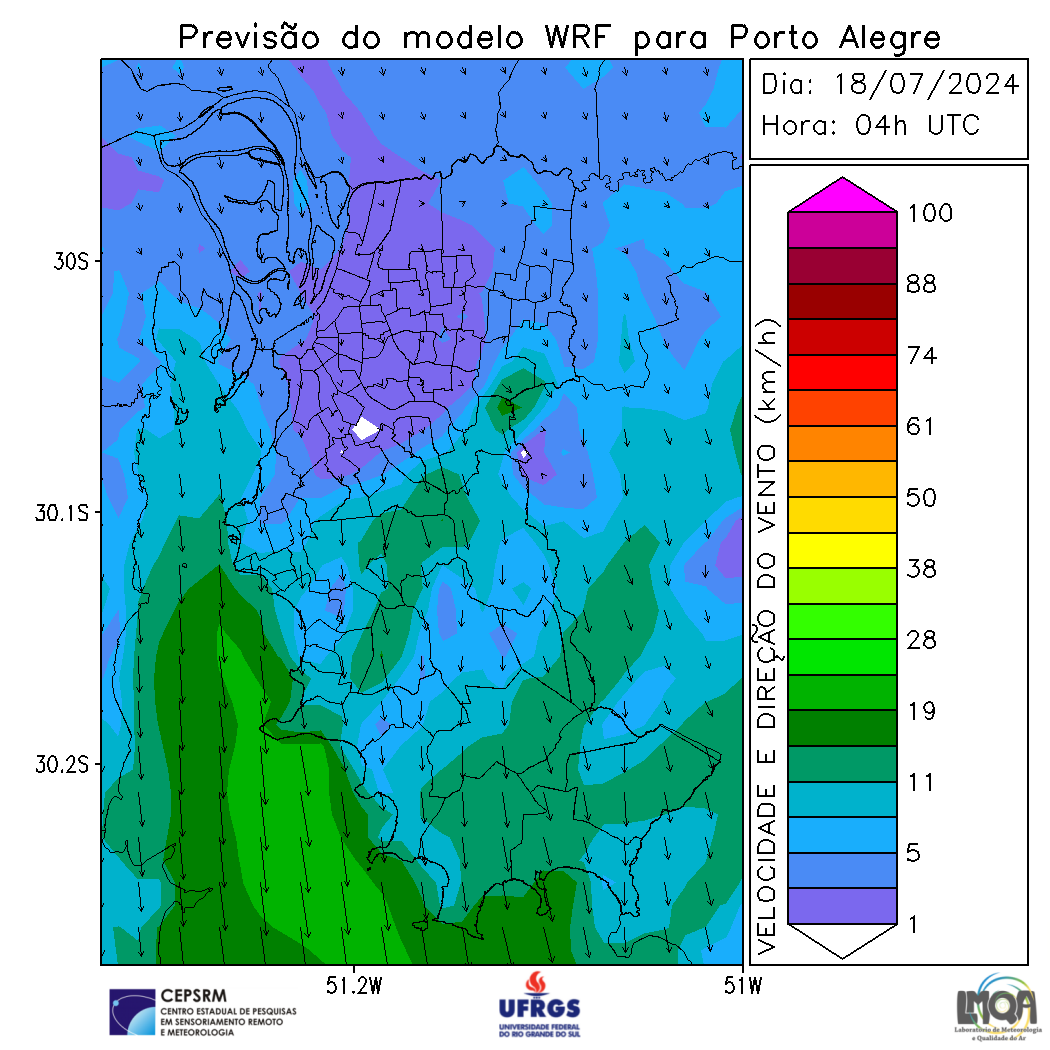 Previsão do modelo WRF para Porto Alegre
Dia: 18/07/2024
Hora: 04h UTC
VELOCIDADE E DIREÇÃO DO VENTO (km/h)
100
88
74
61
50
38
28
19
11
5
1
30S
30.1S
30.2S
51.2W
51W
CEPSRM
CENTRO ESTADUAL DE PESQUISAS
EM SENSORIAMENTO REMOTO
E METEOROLOGIA
UFRGS
UNIVERSIDADE FEDERAL
DO RIO GRANDE DO SUL
LMQA
Laboratório de Meteorologia
e Qualidade do Ar